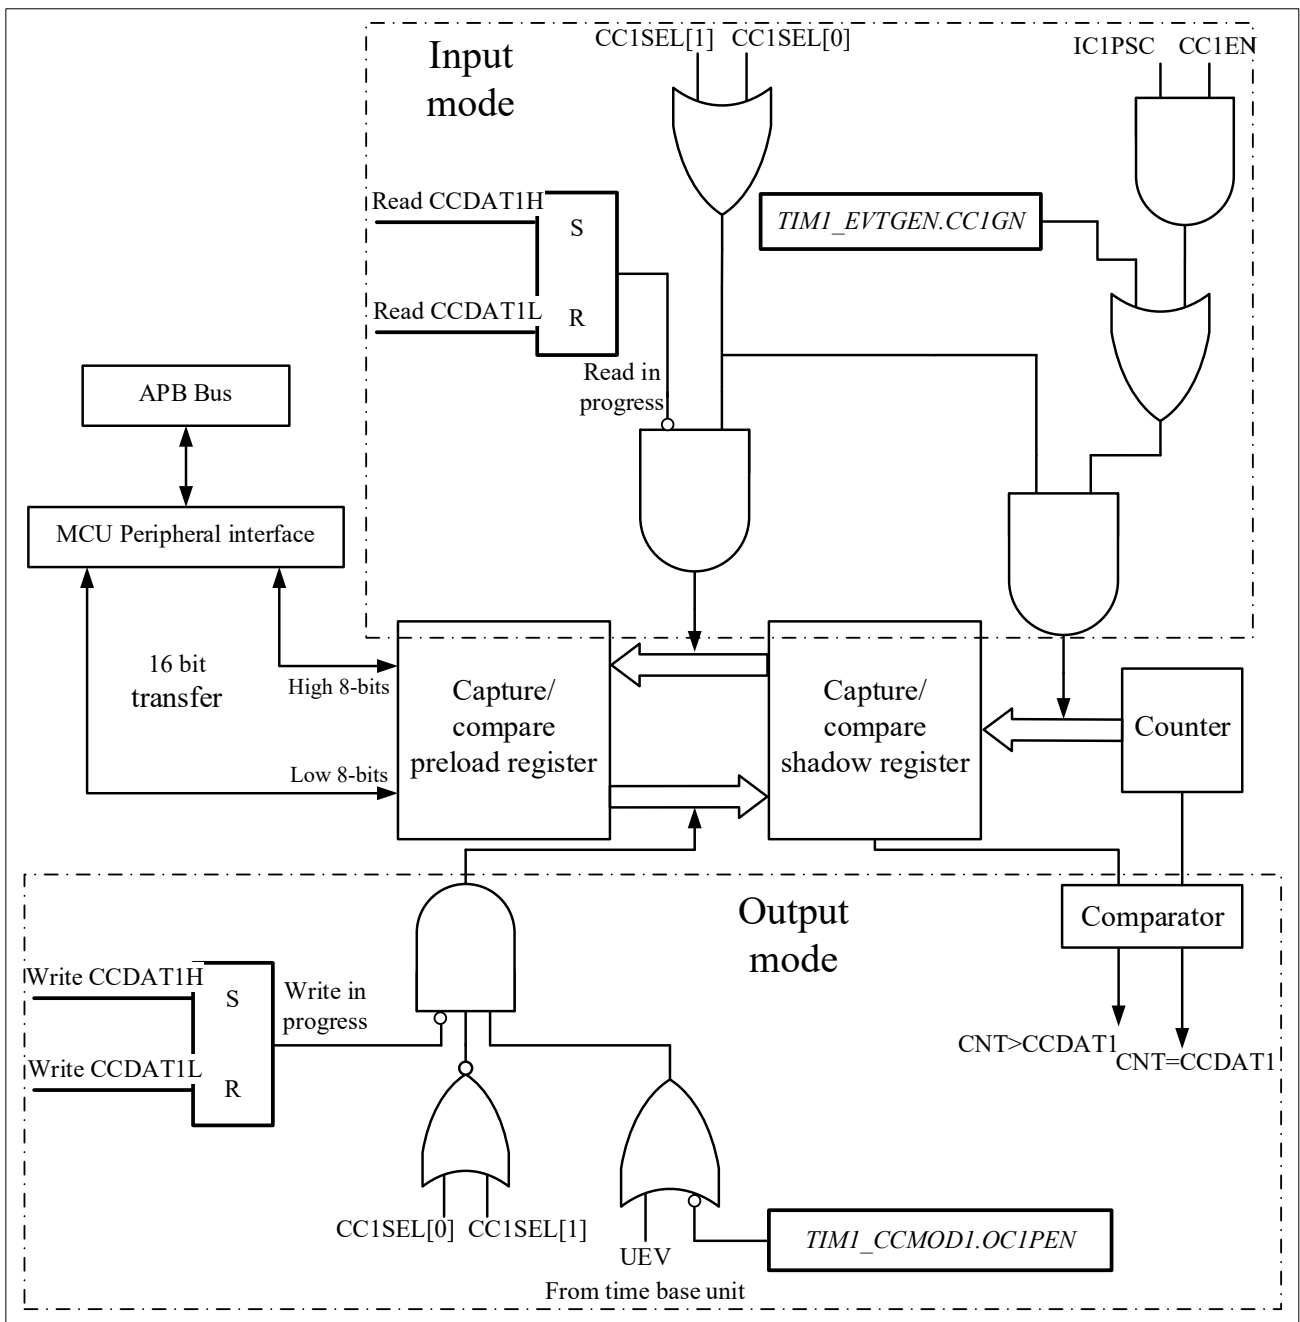 Input
mode
CC1SEL[1] CC1SEL[0]
IC1PSC CC1EN
Read CCDAT1H
S
TIM1_EVTGEN.CC1GN
Read CCDAT1L
R
Read in
progress
APB Bus
MCU Peripheral interface
16 bit
transfer
High 8-bits
Low 8-bits
Capture/
compare
preload register
Capture/
compare
shadow register
Counter
Output
mode
Comparator
Write CCDAT1H
S
Write in
progress
Write CCDAT1L
R
CNT>CCDAT1
CNT=CCDAT1
CC1SEL[0] CC1SEL[1]
UEV
TIM1_CCMOD1.OC1PEN
From time base unit